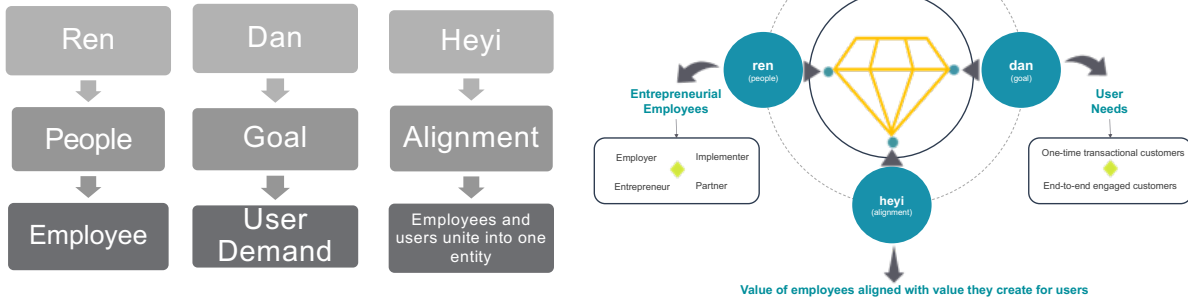 Ren
Dan
Heyi
People
Goal
Alignment
Employee
User
Demand
Employees and
users unite into one
entity
ren
(people)
dan
(goal)
Entrepreneurial
Employees
User
Needs
Employer
Implementer
Entrepreneur
Partner
One-time transactional customers
End-to-end engaged customers
heyi
(alignment)
Value of employees aligned with value they create for users